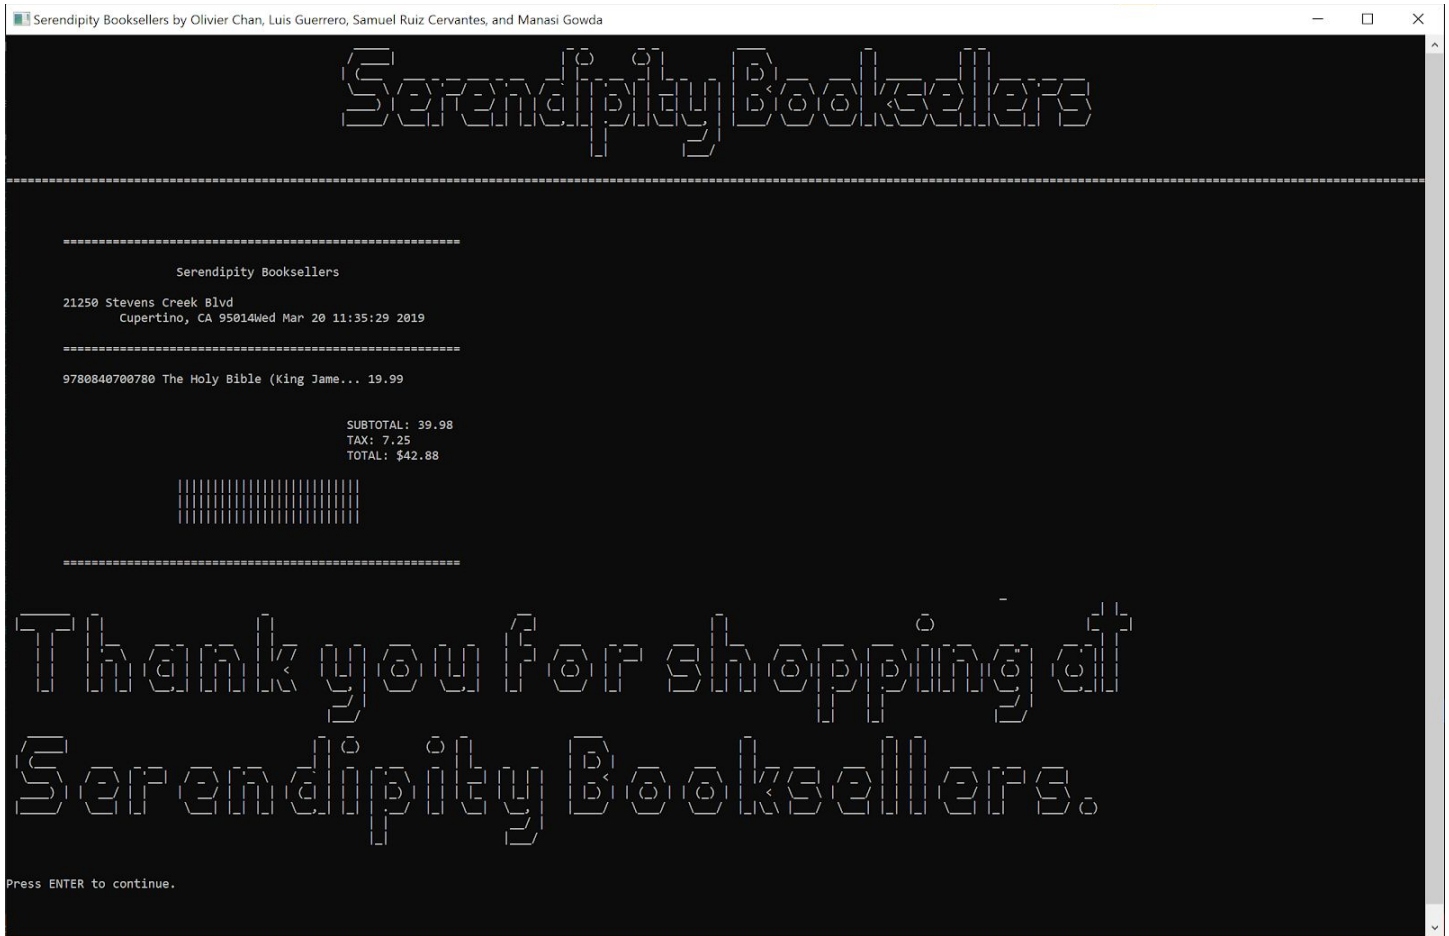 Serendipity Booksellers by Olivier Chan, Luis Guerrero, Samuel Ruiz Cervantes, and Manasi Gowda
Serendipity Booksellers
Serendipity Booksellers
21250 Stevens Creek Blvd
Cupertino, CA 95014Wed Mar 20 11:35:29 2019
9780840700780 The Holy Bible (King Jame... 19.99
SUBTOTAL: 39.98
TAX: 7.25
TOTAL: $42.88
Thank you for shopping at
Serendipity Booksellers.
Press ENTER to continue.